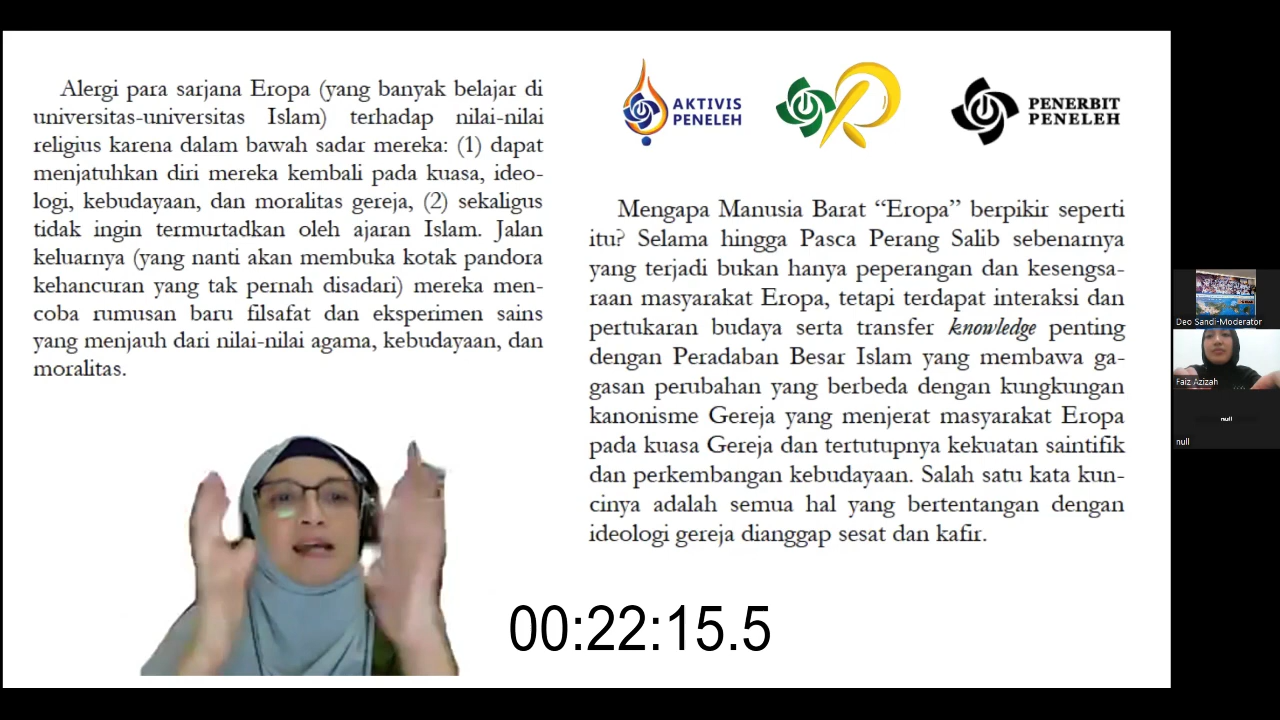 Alergi para sarjana Eropa (yang banyak belajar di
universitas-universitas Islam) terhadap nilai-nilai
religius karena dalam bawah sadar mereka: (1) dapat
menjatuhkan diri mereka kembali pada kuasa, ideo-
logi, kebudayaan, dan moralitas gereja, (2) sekaligus
tidak ingin termurtadkan oleh ajaran Islam. Jalan
keluarnya (yang nanti akan membuka kotak pandora
kehancuran yang tak pernah disadari) mereka men-
coba rumusan baru filsafat dan eksperimen sains
yang menjauh dari nilai-nilai agama, kebudayaan, dan
moralitas.
AKTIVIS
PENELEH
PENERBIT
PENELEH
Mengapa Manusia Barat “Eropa” berpikir seperti
itu? Selama hingga Pasca Perang Salib sebenarnya
yang terjadi bukan hanya peperangan dan kesengsa-
raan masyarakat Eropa, tetapi terdapat interaksi dan
pertukaran budaya serta transfer knowledge penting
dengan Peradaban Besar Islam yang membawa ga-
gasan perubahan yang berbeda dengan kungkungan
kanonisme Gereja yang menjerat masyarakat Eropa
pada kuasa Gereja dan tertutupnya kekuatan saintifik
dan perkembangan kebudayaan. Salah satu kata kun-
cinya adalah semua hal yang bertentangan dengan
ideologi gereja dianggap sesat dan kafir.
00:22:15.5
Deo Sandi-Moderator
Faiz Azizah
null
null